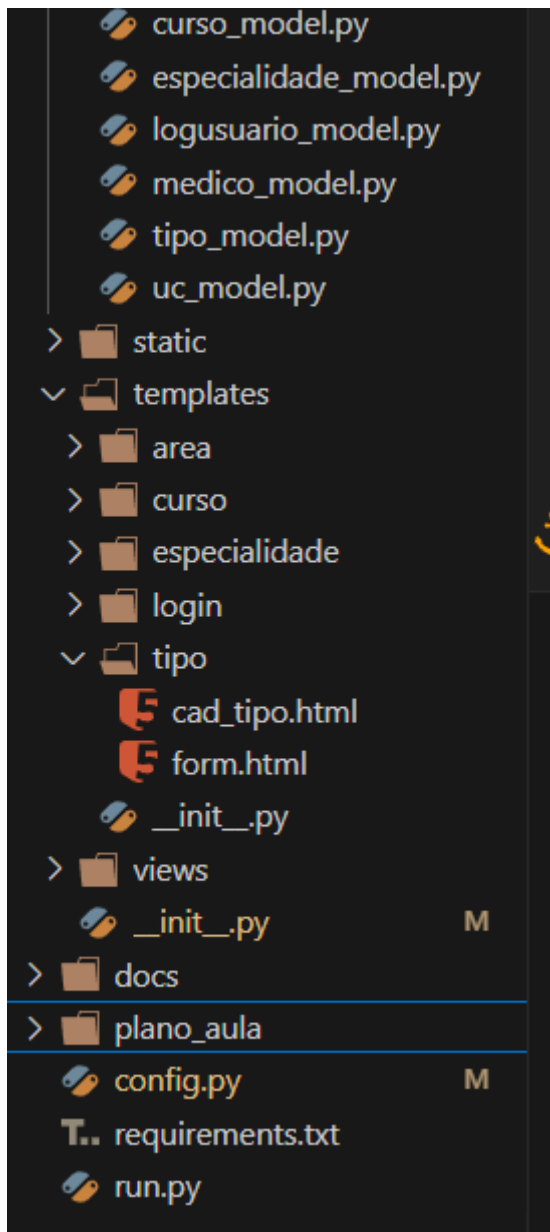 curso_model.py
especialidade_model.py
logusuario_model.py
medico_model.py
tipo_model.py
uc_model.py
static
templates
area
curso
especialidade
login
tipo
cad_tipo.html
form.html
__init__.py
views
__init__.py M
docs
plano_aula
config.py M
T.. requirements.txt
run.py